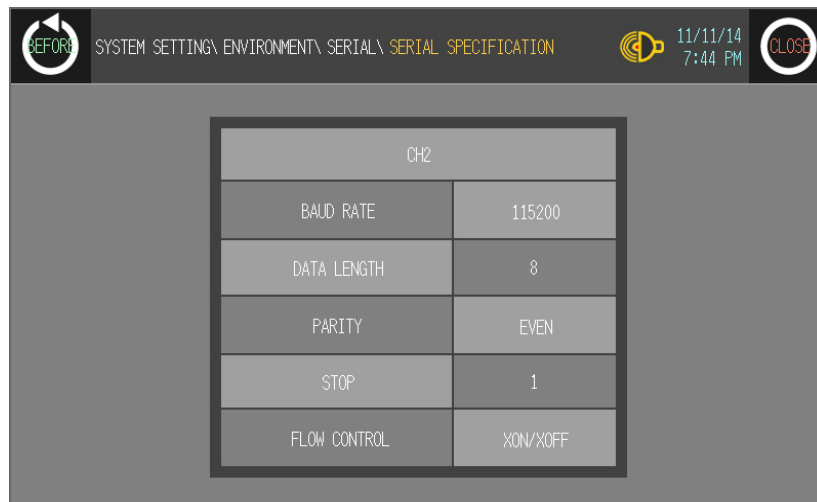 BEFORE
SYSTEM SETTING\ ENVIRONMENT\ SERIAL\ SERIAL SPECIFICATION
11/11/14
7:44 PM
CLOSE
CH2
BAUD RATE 115200
DATA LENGTH 8
PARITY EVEN
STOP 1
FLOW CONTROL XON/XOFF